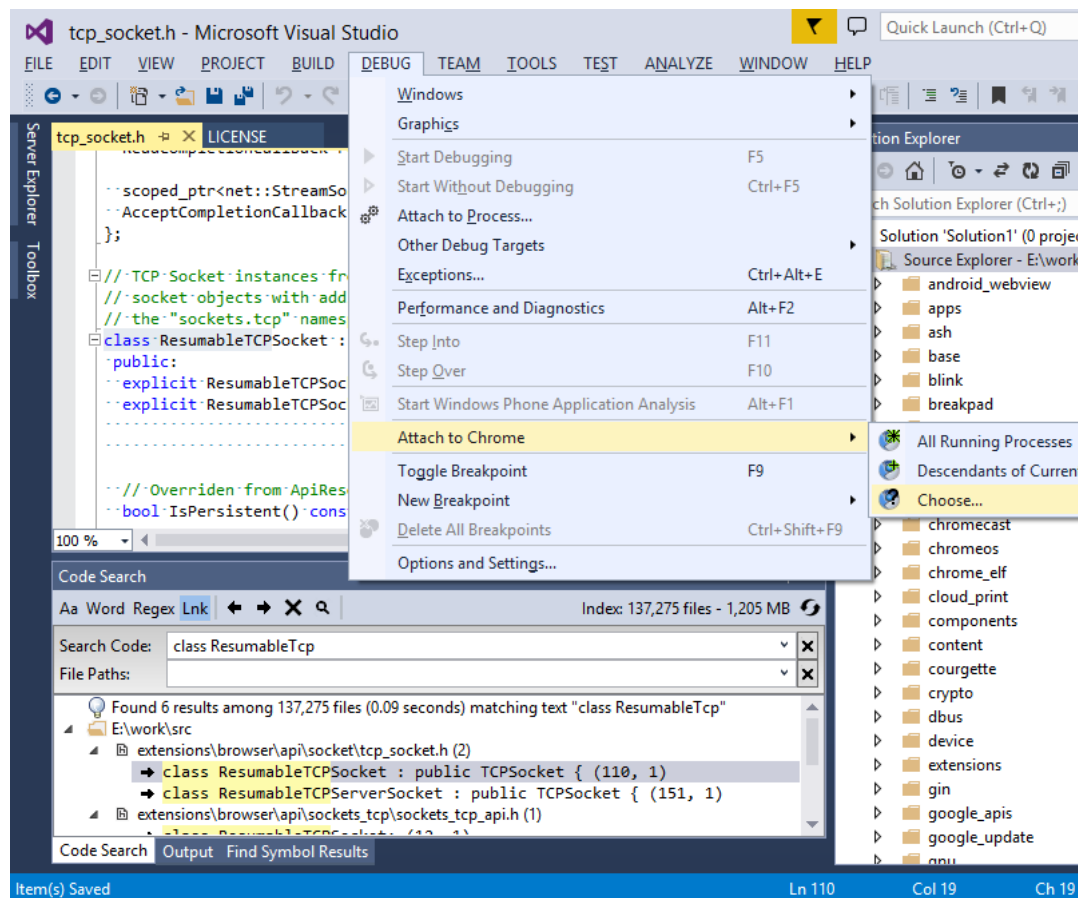 tcp_socket.h - Microsoft Visual Studio
Quick Launch (Ctrl+Q)
FILE EDIT VIEW PROJECT BUILD DEBUG TEAM TOOLS TEST ANALYZE WINDOW HELP
Windows
Graphics
Start Debugging F5
Start Without Debugging Ctrl+F5
Attach to Process...
Other Debug Targets
Exceptions... Ctrl+Alt+E
Performance and Diagnostics Alt+F2
Step Into F11
Step Over F10
Start Windows Phone Application Analysis Alt+F1
Attach to Chrome
Toggle Breakpoint F9
New Breakpoint
Delete All Breakpoints Ctrl+Shift+F9
Options and Settings...
All Running Processes
Descendants of Curren
Choose...
Server Explorer
Toolbox
tcp_socket.h LICENSE
scoped_ptr<net::StreamSo
AcceptCompletionCallback
};
// TCP Socket instances fr
// socket objects with add
// the "sockets.tcp" names
class ResumableTCPSocket :
public:
explicit ResumableTCPSoc
explicit ResumableTCPSoc
// Overriden from ApiRes
bool IsPersistent() cons
100 %
tion Explorer
ch Solution Explorer (Ctrl+;)
Solution 'Solution1' (0 proje
Source Explorer - E:\work
android_webview
apps
ash
base
blink
breakpad
chromecast
chromeos
chrome_elf
cloud_print
components
content
courgette
crypto
dbus
device
extensions
gin
google_apis
google_update
gnu
Code Search
Aa Word Regex Lnk
Index: 137,275 files - 1,205 MB
Search Code: class ResumableTcp
File Paths:
Found 6 results among 137,275 files (0.09 seconds) matching text "class ResumableTcp"
E:\work\src
extensions\browser\api\socket\tcp_socket.h (2)
class ResumableTCPSocket : public TCPSocket { (110, 1)
class ResumableTCPServerSocket : public TCPSocket { (151, 1)
extensions\browser\api\sockets_tcp\sockets_tcp_api.h (1)
Code Search Output Find Symbol Results
Item(s) Saved Ln 110 Col 19 Ch 19